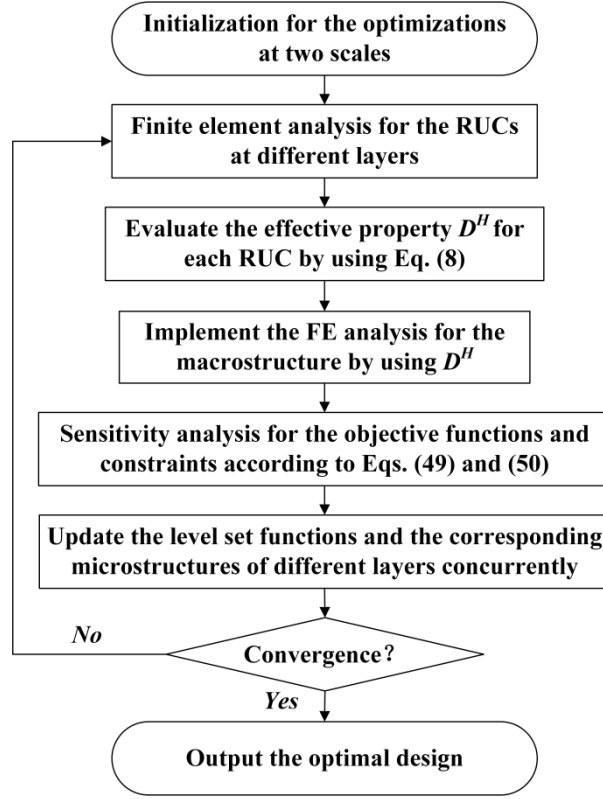 Initialization for the optimizations
at two scales
Finite element analysis for the RUCs
at different layers
Evaluate the effective property D^H for
each RUC by using Eq. (8)
Implement the FE analysis for the
macrostructure by using D^H
Sensitivity analysis for the objective functions and
constraints according to Eqs. (49) and (50)
Update the level set functions and the corresponding
microstructures of different layers concurrently
No
Convergence？
Yes
Output the optimal design